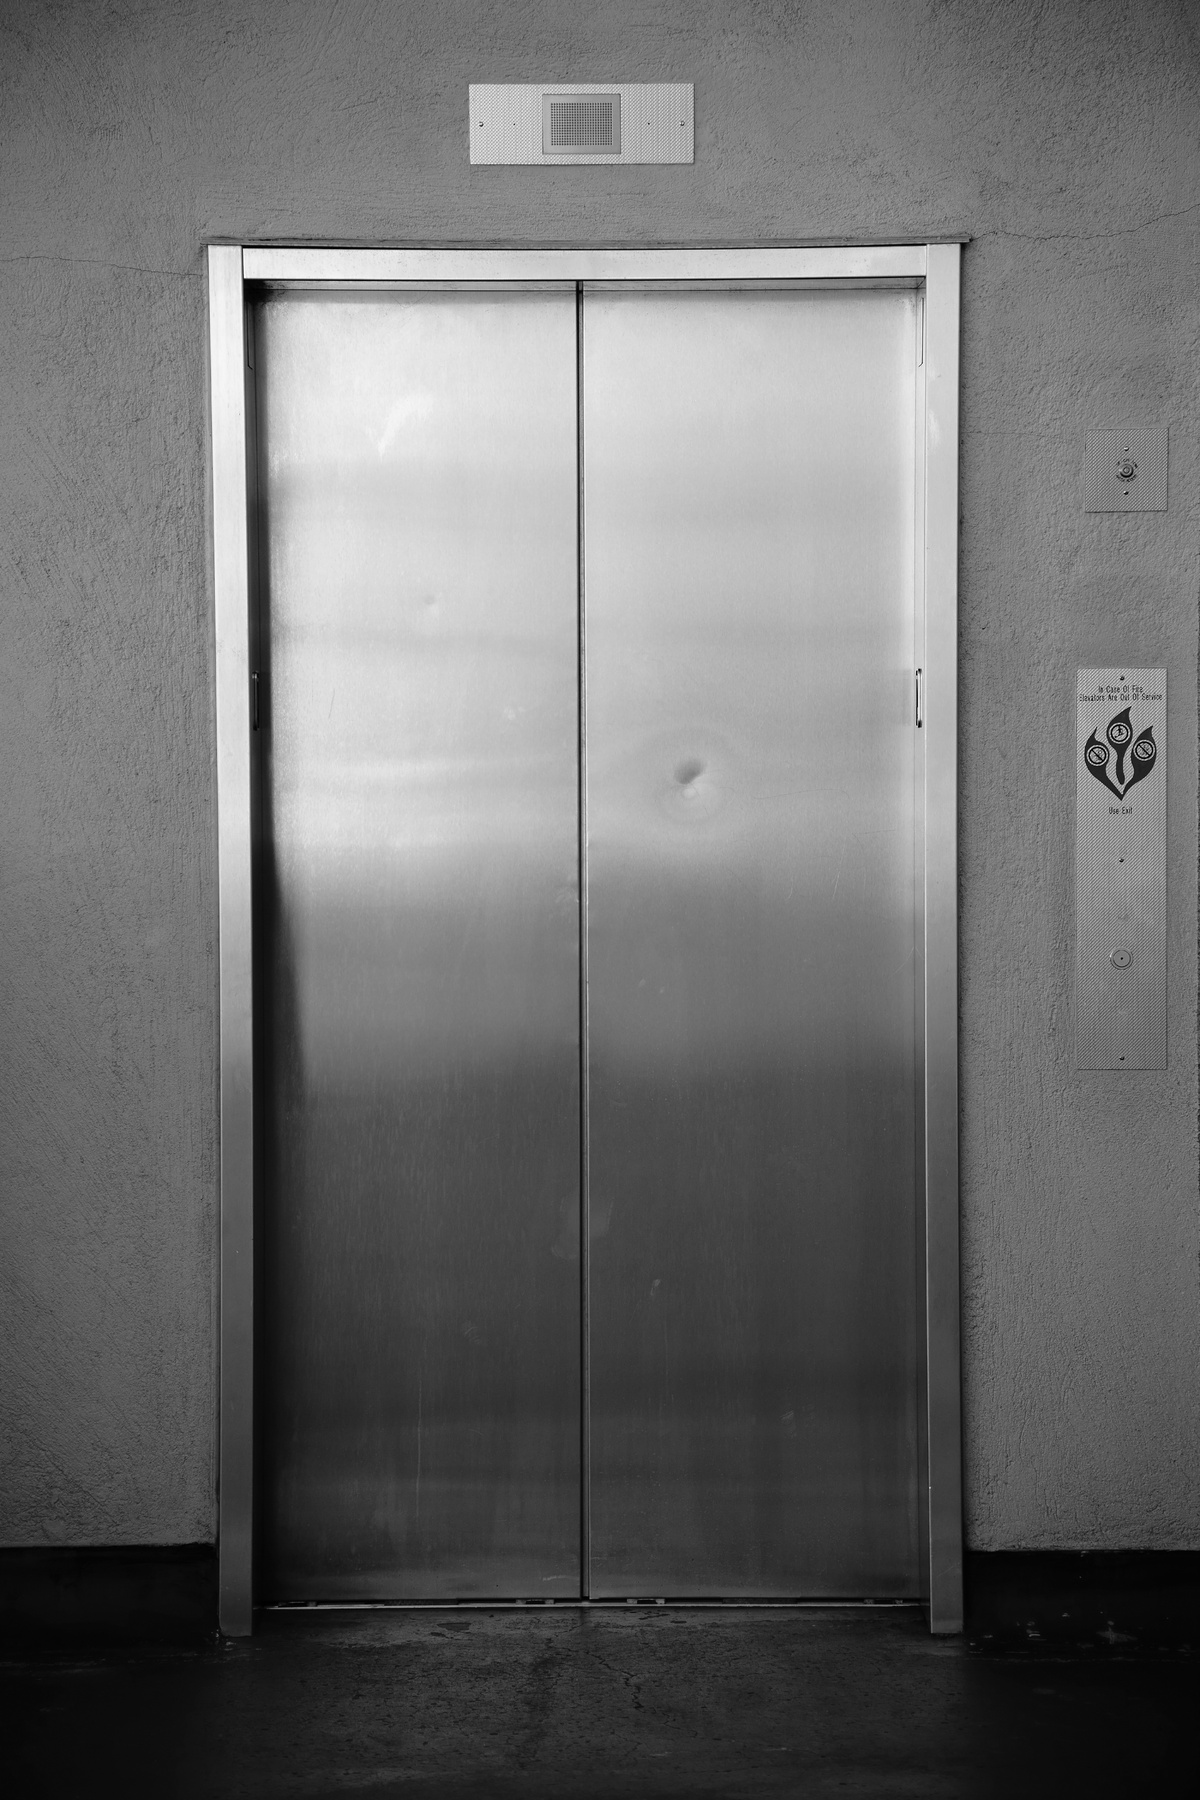 In Case Of Fire
Elevators Are Out Of Service
Use Exit